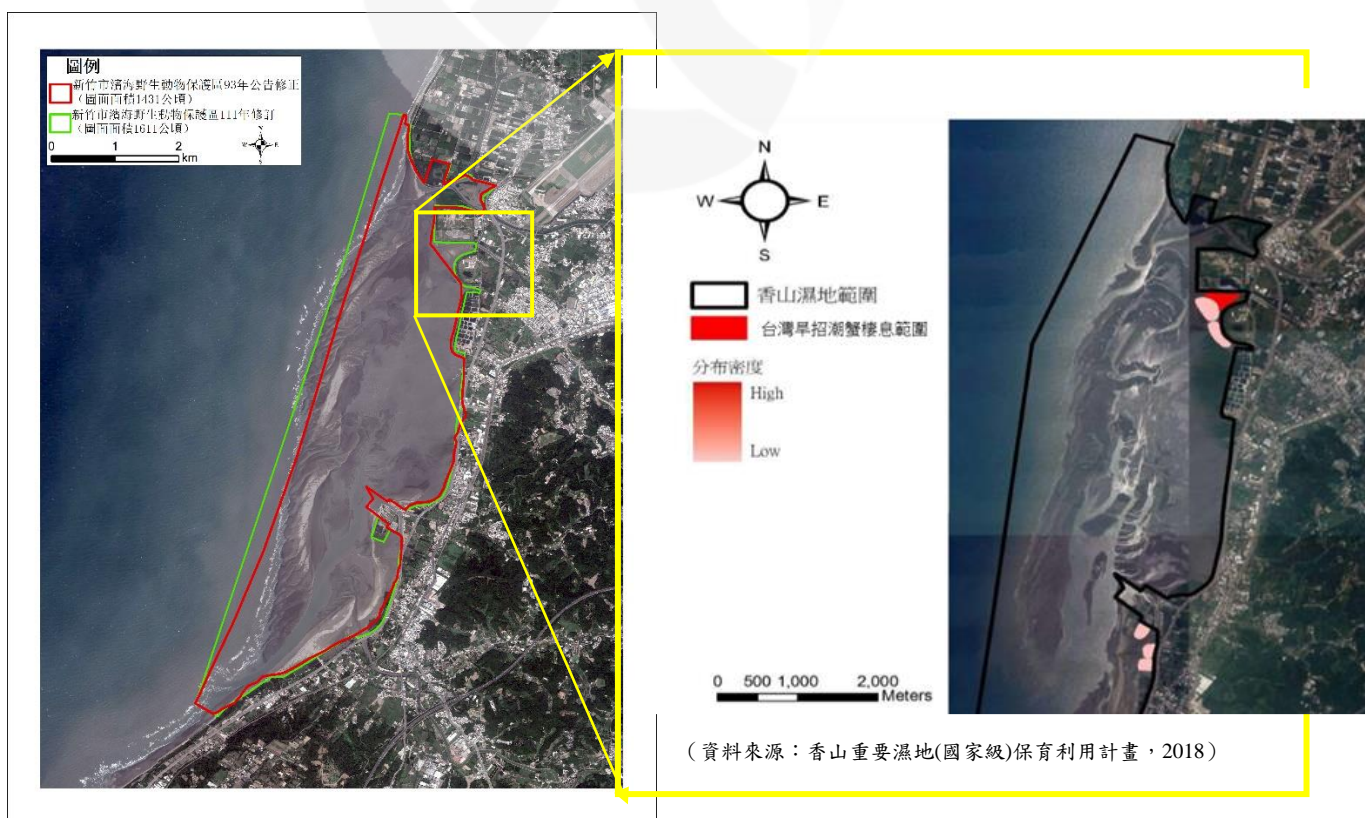 圖例
新竹市濱海野生動物保護區93年公告修正
（圖面面積1431公頃）
新竹市濱海野生動物保護區111年修訂
（圖面面積1611公頃）
0 1 2
km
N
W E
S
N
W E
S
香山濕地範圍
台灣旱招潮蟹棲息範圍
分布密度
High
Low
0 500 1,000 2,000
Meters
（資料來源：香山重要濕地(國家級)保育利用計畫，2018）